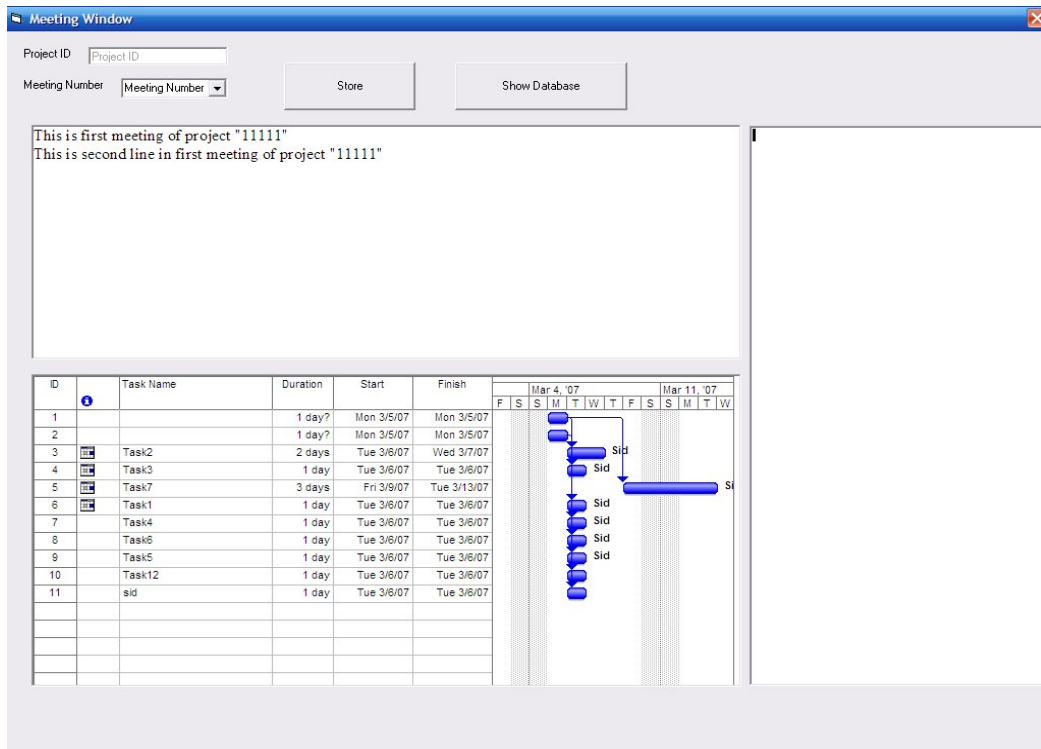 Meeting Window
Project ID Project ID
Meeting Number Meeting Number
Store Show Database
This is first meeting of project "11111"
This is second line in first meeting of project "11111"
ID Task Name Duration Start Finish Mar 4, '07 Mar 11, '07
F S S M T W T F S S M T W
1 1 day? Mon 3/5/07 Mon 3/5/07
2 1 day? Mon 3/5/07 Mon 3/5/07
3 Task2 2 days Tue 3/6/07 Wed 3/7/07 Sid
4 Task3 1 day Tue 3/6/07 Tue 3/6/07 Sid
5 Task7 3 days Fri 3/9/07 Tue 3/13/07 Si
6 Task1 1 day Tue 3/6/07 Tue 3/6/07 Sid
7 Task4 1 day Tue 3/6/07 Tue 3/6/07 Sid
8 Task6 1 day Tue 3/6/07 Tue 3/6/07 Sid
9 Task5 1 day Tue 3/6/07 Tue 3/6/07 Sid
10 Task12 1 day Tue 3/6/07 Tue 3/6/07
11 sid 1 day Tue 3/6/07 Tue 3/6/07